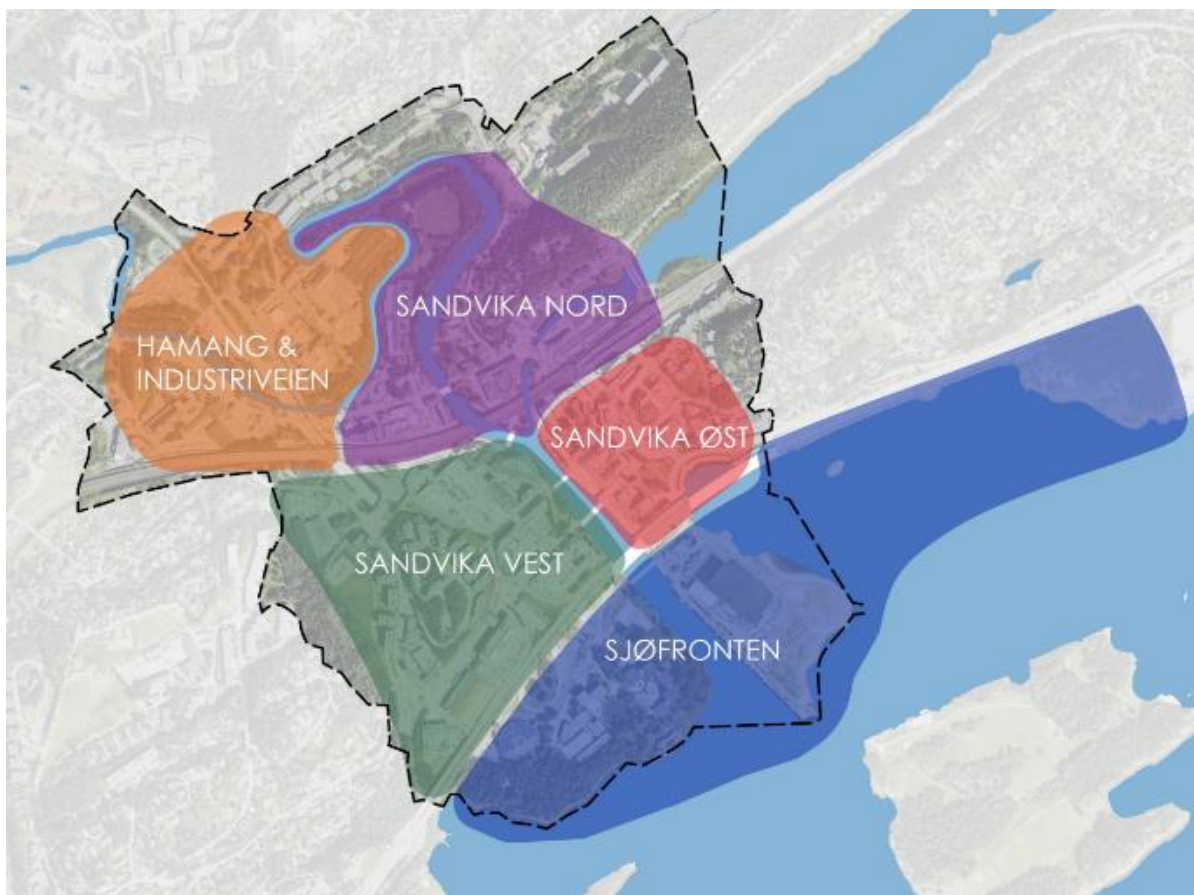 SANDVIKA NORD
HAMANG &
INDUSTRIVEIEN
SANDVIKA ØST
SANDVIKA VEST
SJØFRONTEN